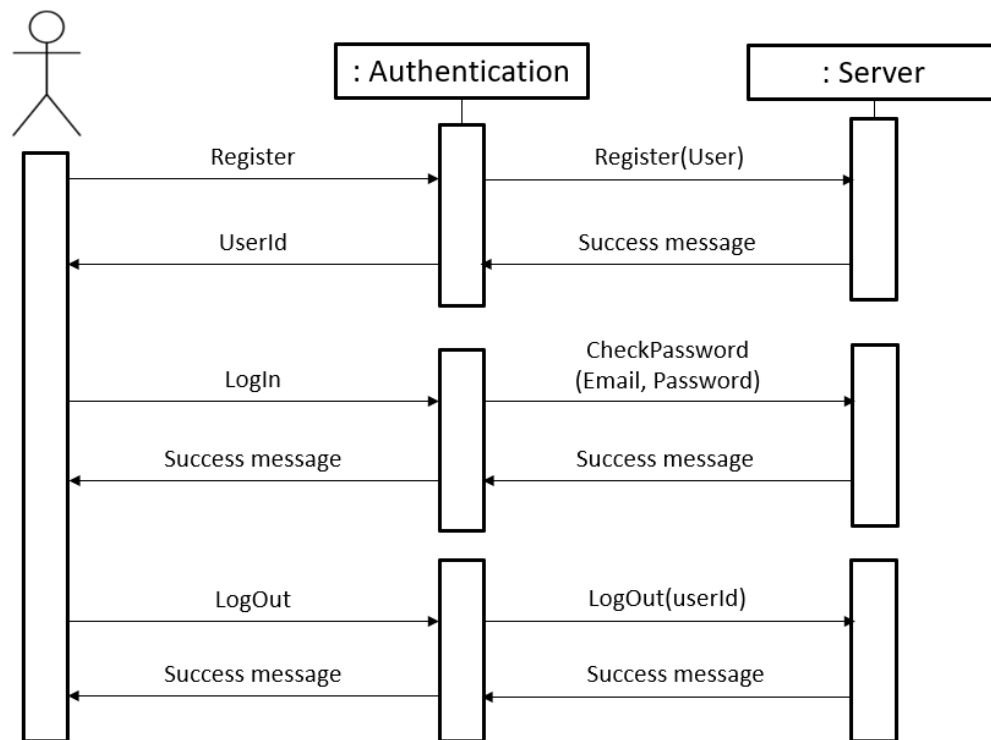 : Authentication
: Server
Register
Register(User)
UserId
Success message
CheckPassword
(Email, Password)
LogIn
Success message
Success message
LogOut
LogOut(userId)
Success message
Success message